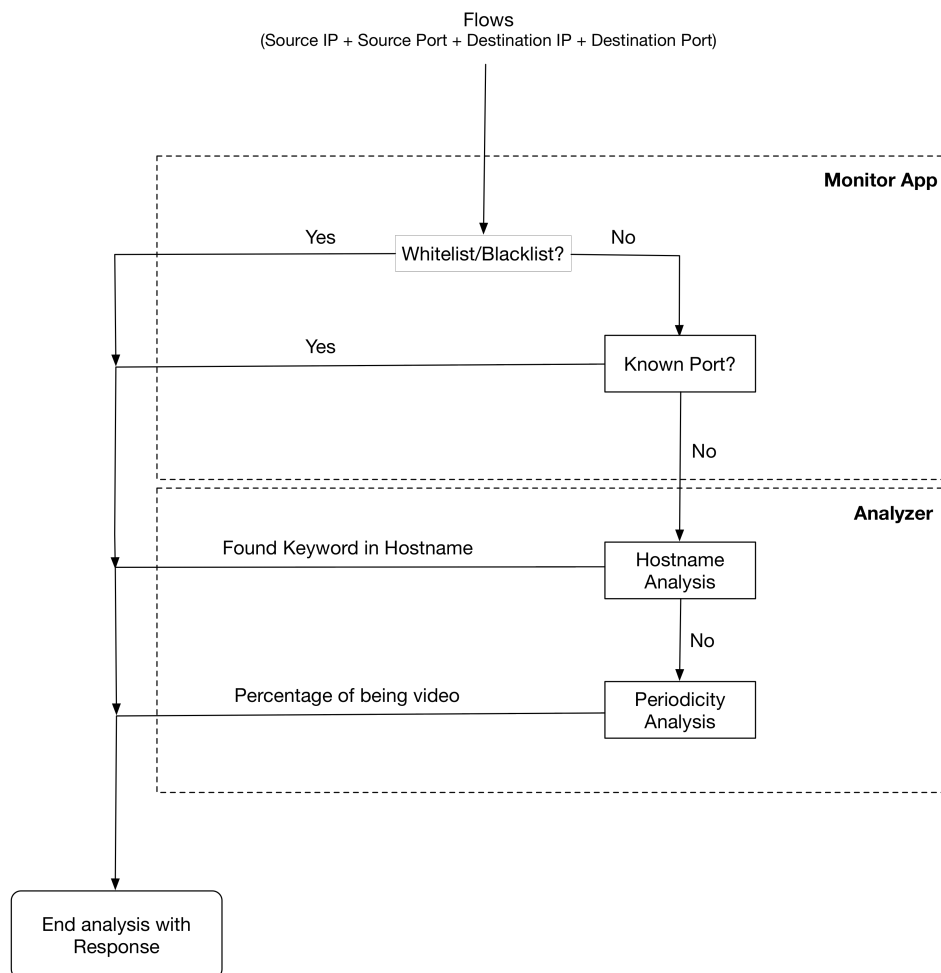 Flows
(Source IP + Source Port + Destination IP + Destination Port)
Monitor App
Yes
Whitelist/Blacklist?
No
Yes
Known Port?
No
Analyzer
Found Keyword in Hostname
Hostname
Analysis
No
Percentage of being video
Periodicity
Analysis
End analysis with
Response